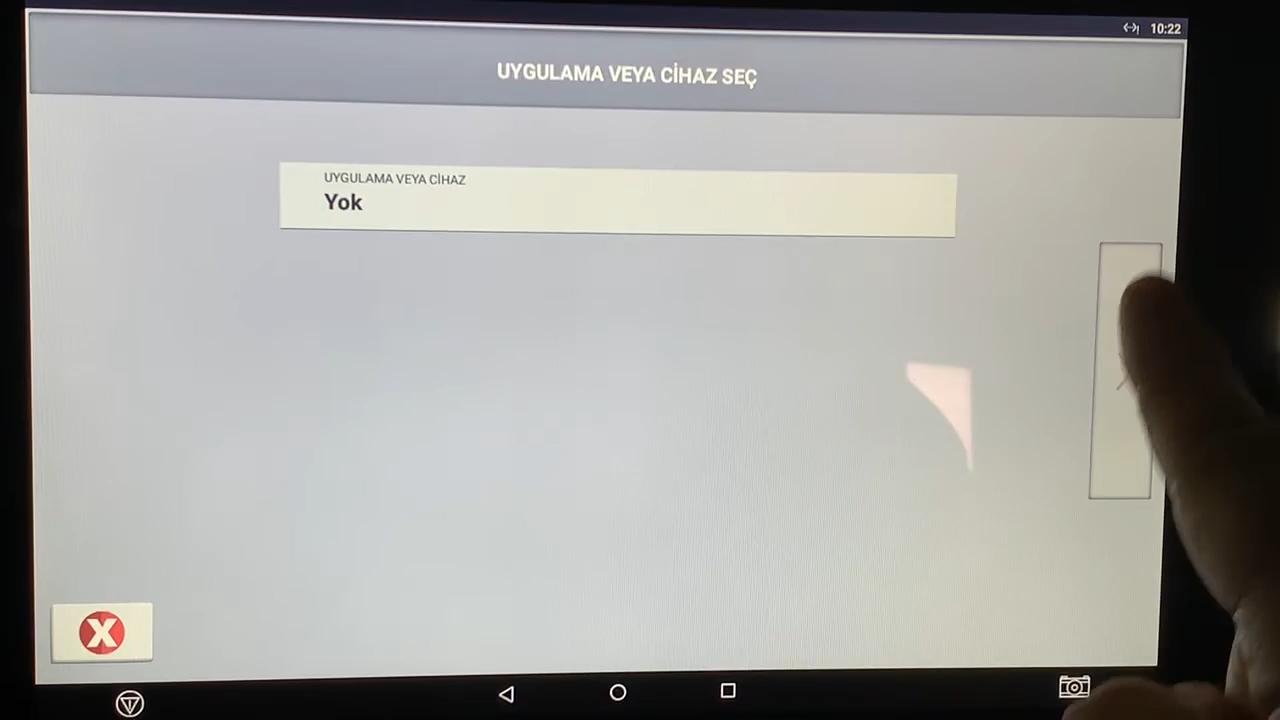 10:22
UYGULAMA VEYA CİHAZ SEÇ
UYGULAMA VEYA CİHAZ
Yok
X